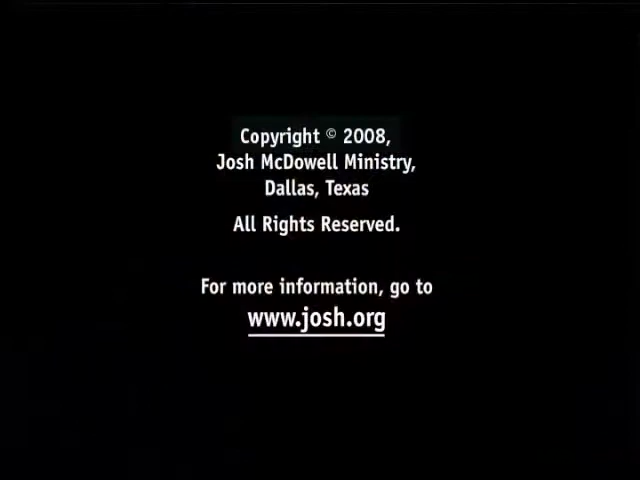 Copyright © 2008,
Josh McDowell Ministry,
Dallas, Texas
All Rights Reserved.
For more information, go to
www.josh.org